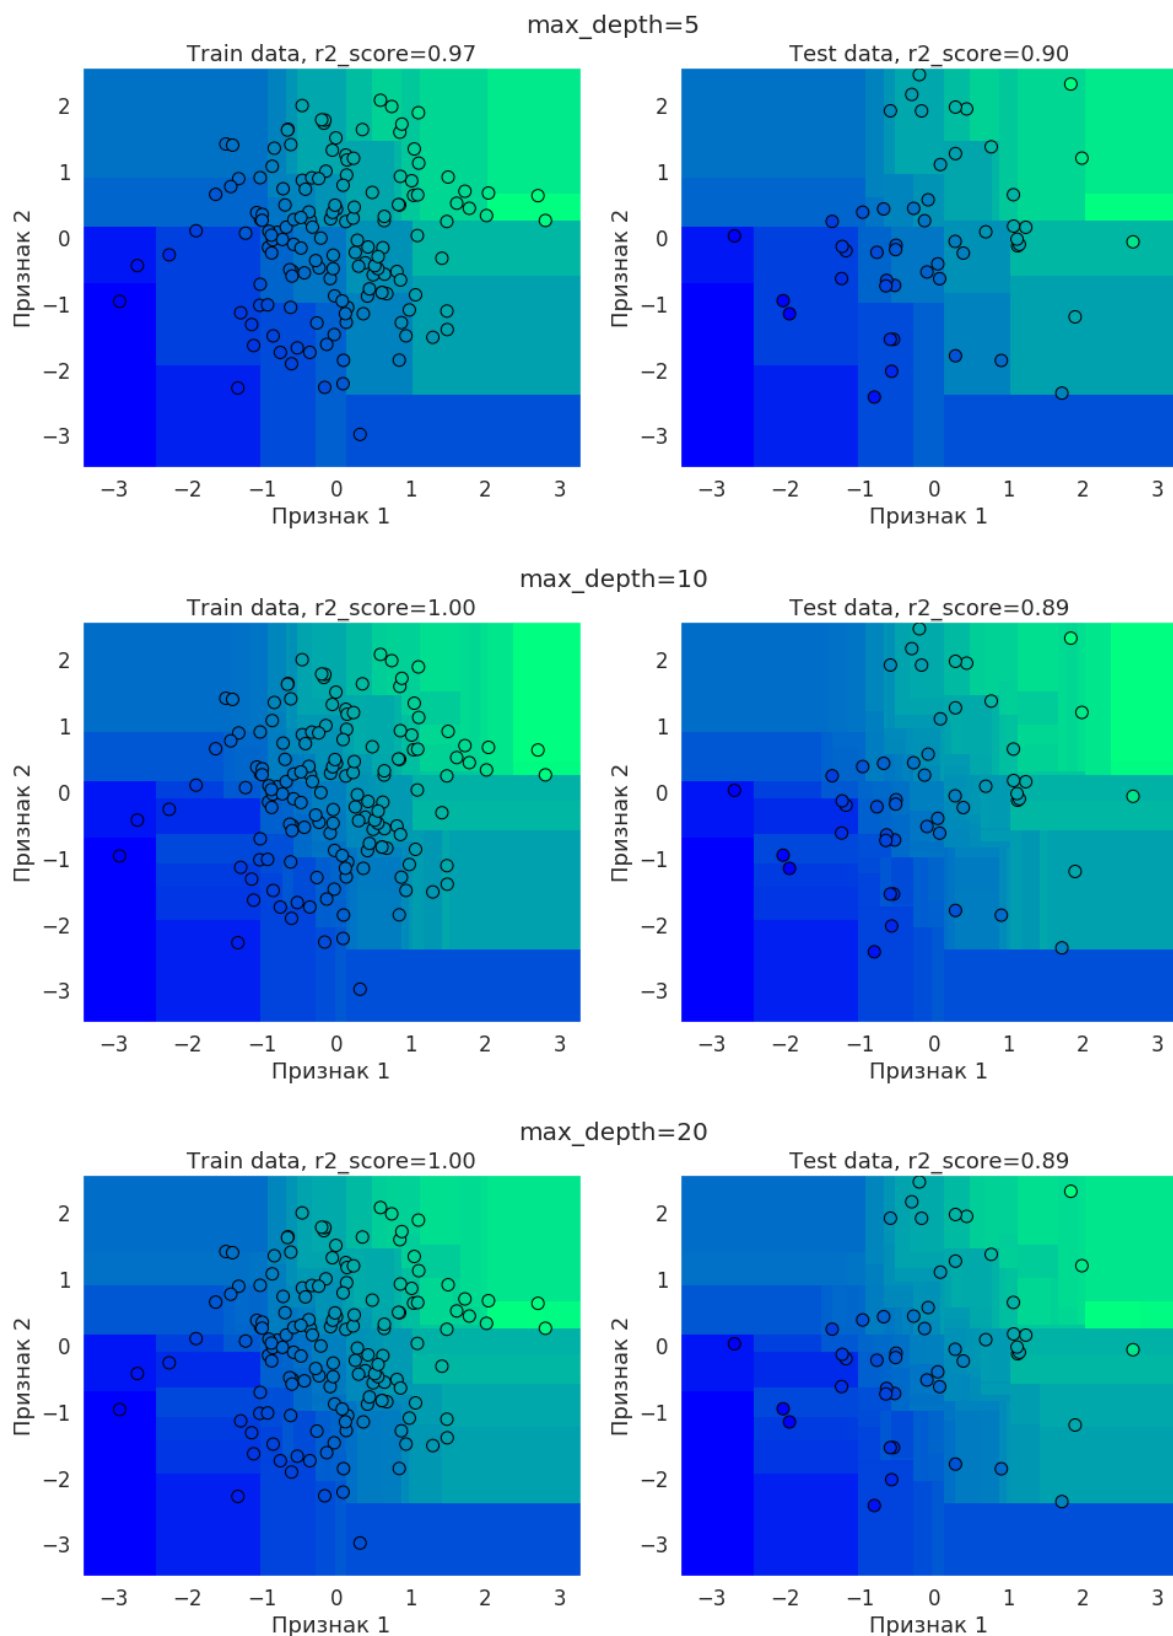 max_depth=5
Train data, r2_score=0.97
Test data, r2_score=0.90
2
1
0
−1
−2
−3
Признак 2
−3 −2 −1 0 1 2 3
Признак 1
2
1
0
−1
−2
−3
Признак 2
−3 −2 −1 0 1 2 3
Признак 1
max_depth=10
Train data, r2_score=1.00
Test data, r2_score=0.89
2
1
0
−1
−2
−3
Признак 2
−3 −2 −1 0 1 2 3
Признак 1
2
1
0
−1
−2
−3
Признак 2
−3 −2 −1 0 1 2 3
Признак 1
max_depth=20
Train data, r2_score=1.00
Test data, r2_score=0.89
2
1
0
−1
−2
−3
Признак 2
−3 −2 −1 0 1 2 3
Признак 1
2
1
0
−1
−2
−3
Признак 2
−3 −2 −1 0 1 2 3
Признак 1